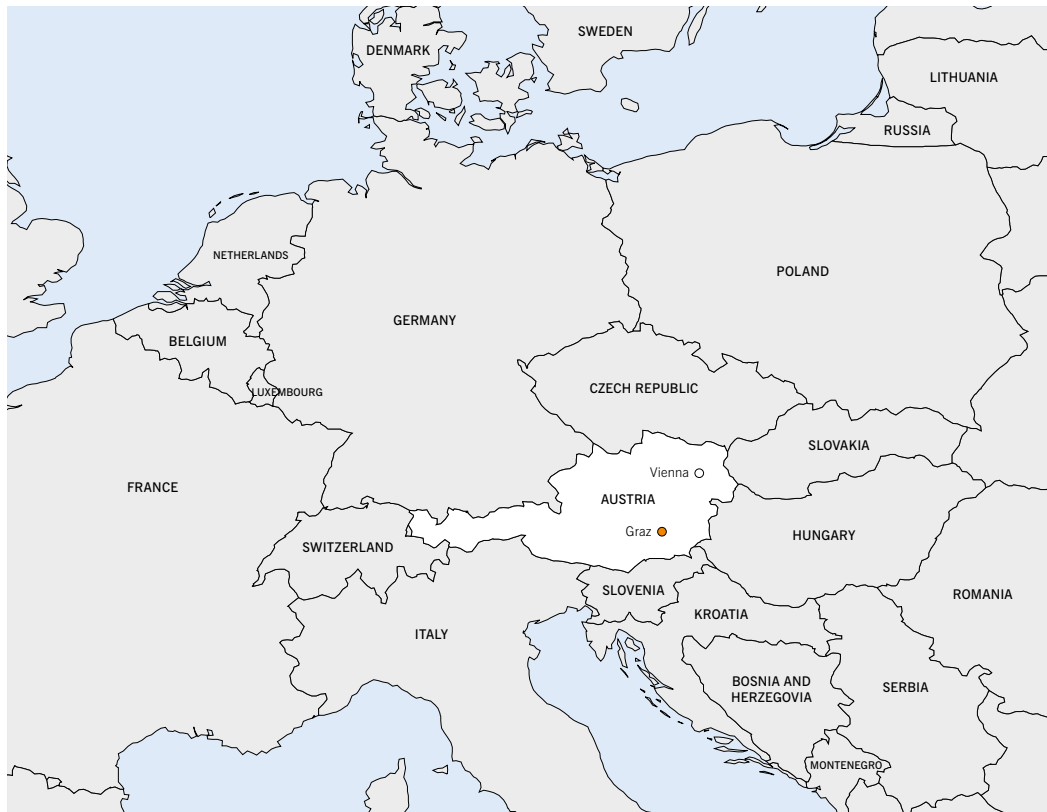 SWEDEN
DENMARK
LITHUANIA
RUSSIA
NETHERLANDS
POLAND
GERMANY
BELGIUM
CZECH REPUBLIC
LUXEMBOURG
SLOVAKIA
Vienna
FRANCE
AUSTRIA
Graz
HUNGARY
SWITZERLAND
SLOVENIA
ROMANIA
KROATIA
ITALY
BOSNIA AND
HERZEGOVIA
SERBIA
MONTENEGRO